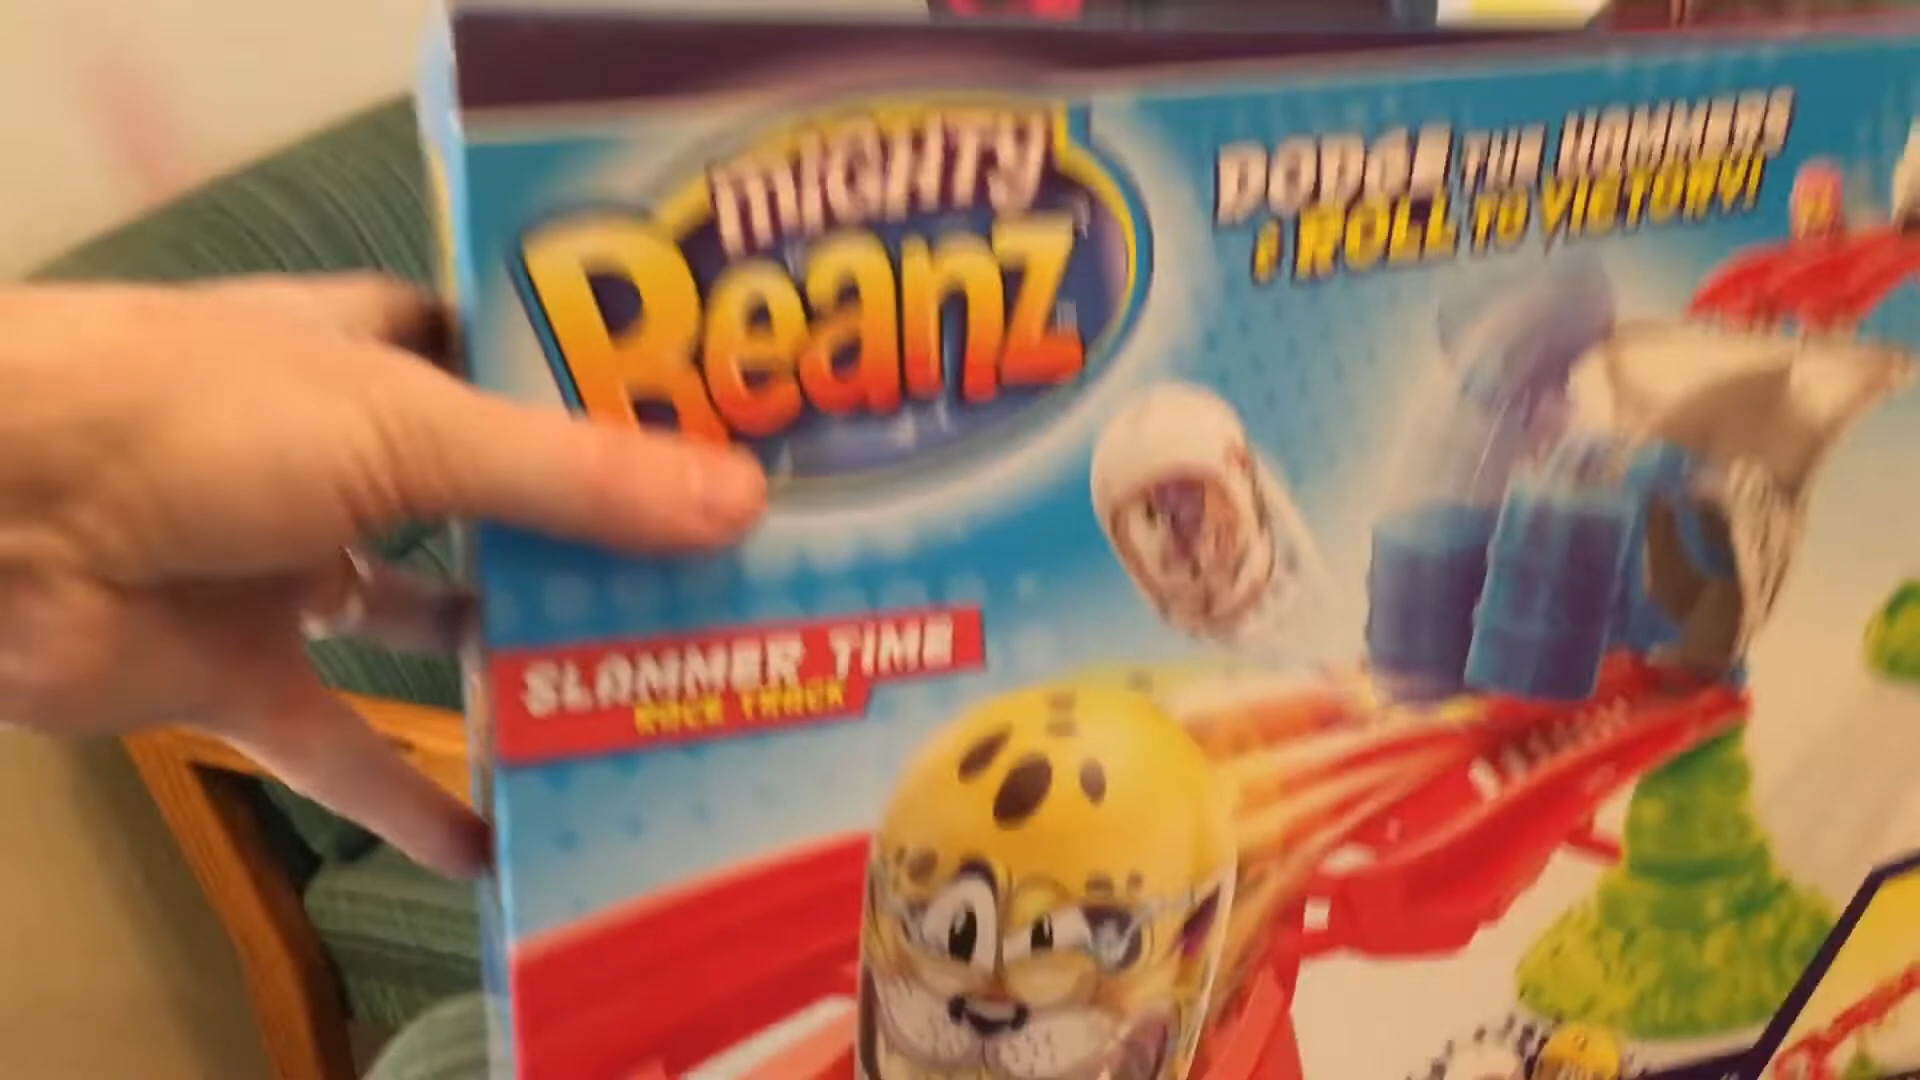 mighty
Beanz
DODGE THE HAMMERS
& ROLL TO VICTORY!
SLAMMER TIME
RACE TRACK